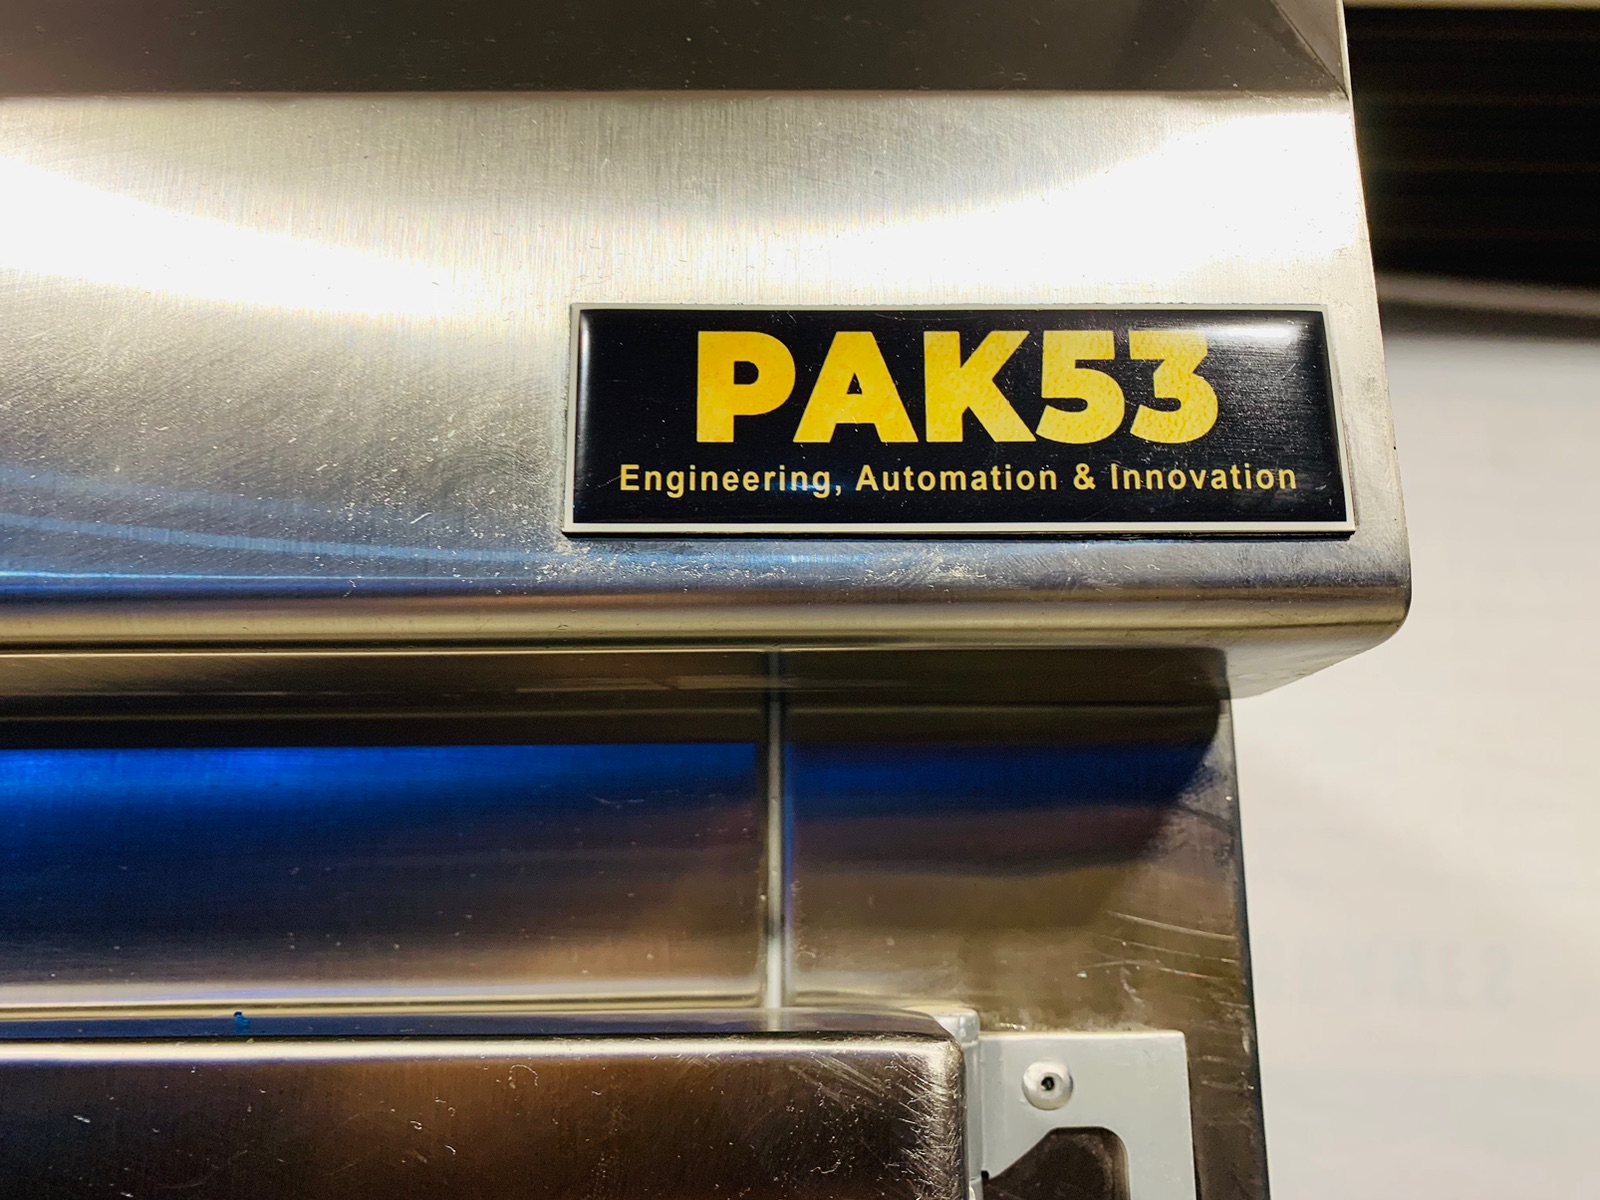 PAK53
Engineering, Automation & Innovation